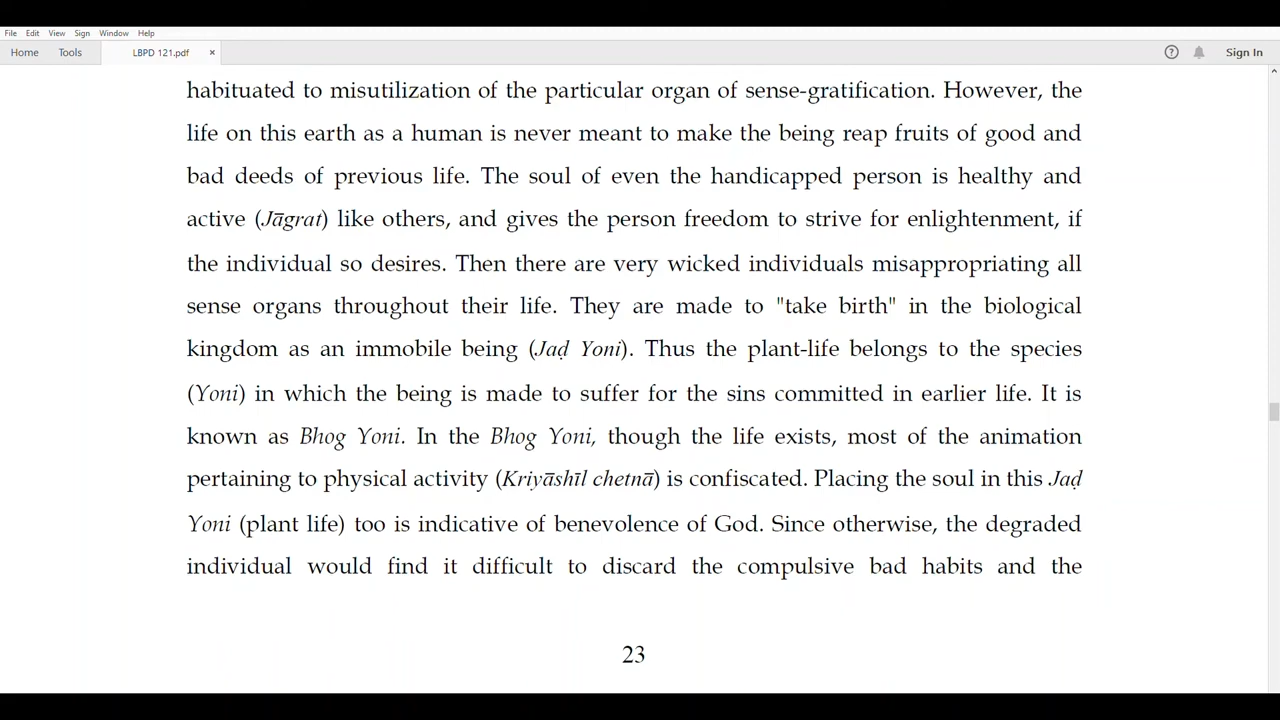 File Edit View Sign Window Help
Home Tools LBPD 121.pdf × ? Sign In
habituated to misutilization of the particular organ of sense-gratification. However, the
life on this earth as a human is never meant to make the being reap fruits of good and
bad deeds of previous life. The soul of even the handicapped person is healthy and
active (Jāgrat) like others, and gives the person freedom to strive for enlightenment, if
the individual so desires. Then there are very wicked individuals misappropriating all
sense organs throughout their life. They are made to "take birth" in the biological
kingdom as an immobile being (Jaḍ Yoni). Thus the plant-life belongs to the species
(Yoni) in which the being is made to suffer for the sins committed in earlier life. It is
known as Bhog Yoni. In the Bhog Yoni, though the life exists, most of the animation
pertaining to physical activity (Kriyāshīl chetnā) is confiscated. Placing the soul in this Jaḍ
Yoni (plant life) too is indicative of benevolence of God. Since otherwise, the degraded
individual would find it difficult to discard the compulsive bad habits and the
23